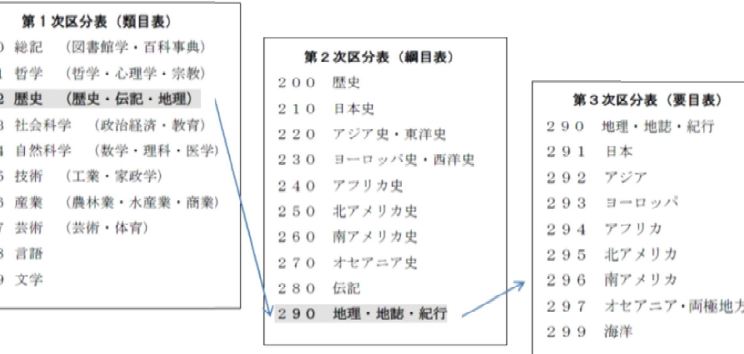 第1次区分表（類目表）
0 総記 （図書館学・百科事典）
1 哲学 （哲学・心理学・宗教）
2 歴史 （歴史・伝記・地理）
3 社会科学 （政治経済・教育）
4 自然科学 （数学・理科・医学）
5 技術 （工業・家政学）
6 産業 （農林業・水産業・商業）
7 芸術 （芸術・体育）
8 言語
9 文学
第2次区分表（綱目表）
200 歴史
210 日本史
220 アジア史・東洋史
230 ヨーロッパ史・西洋史
240 アフリカ史
250 北アメリカ史
260 南アメリカ史
270 オセアニア史
280 伝記
290 地理・地誌・紀行
第3次区分表（要目表）
290 地理・地誌・紀行
291 日本
292 アジア
293 ヨーロッパ
294 アフリカ
295 北アメリカ
296 南アメリカ
297 オセアニア・両極地方
299 海洋